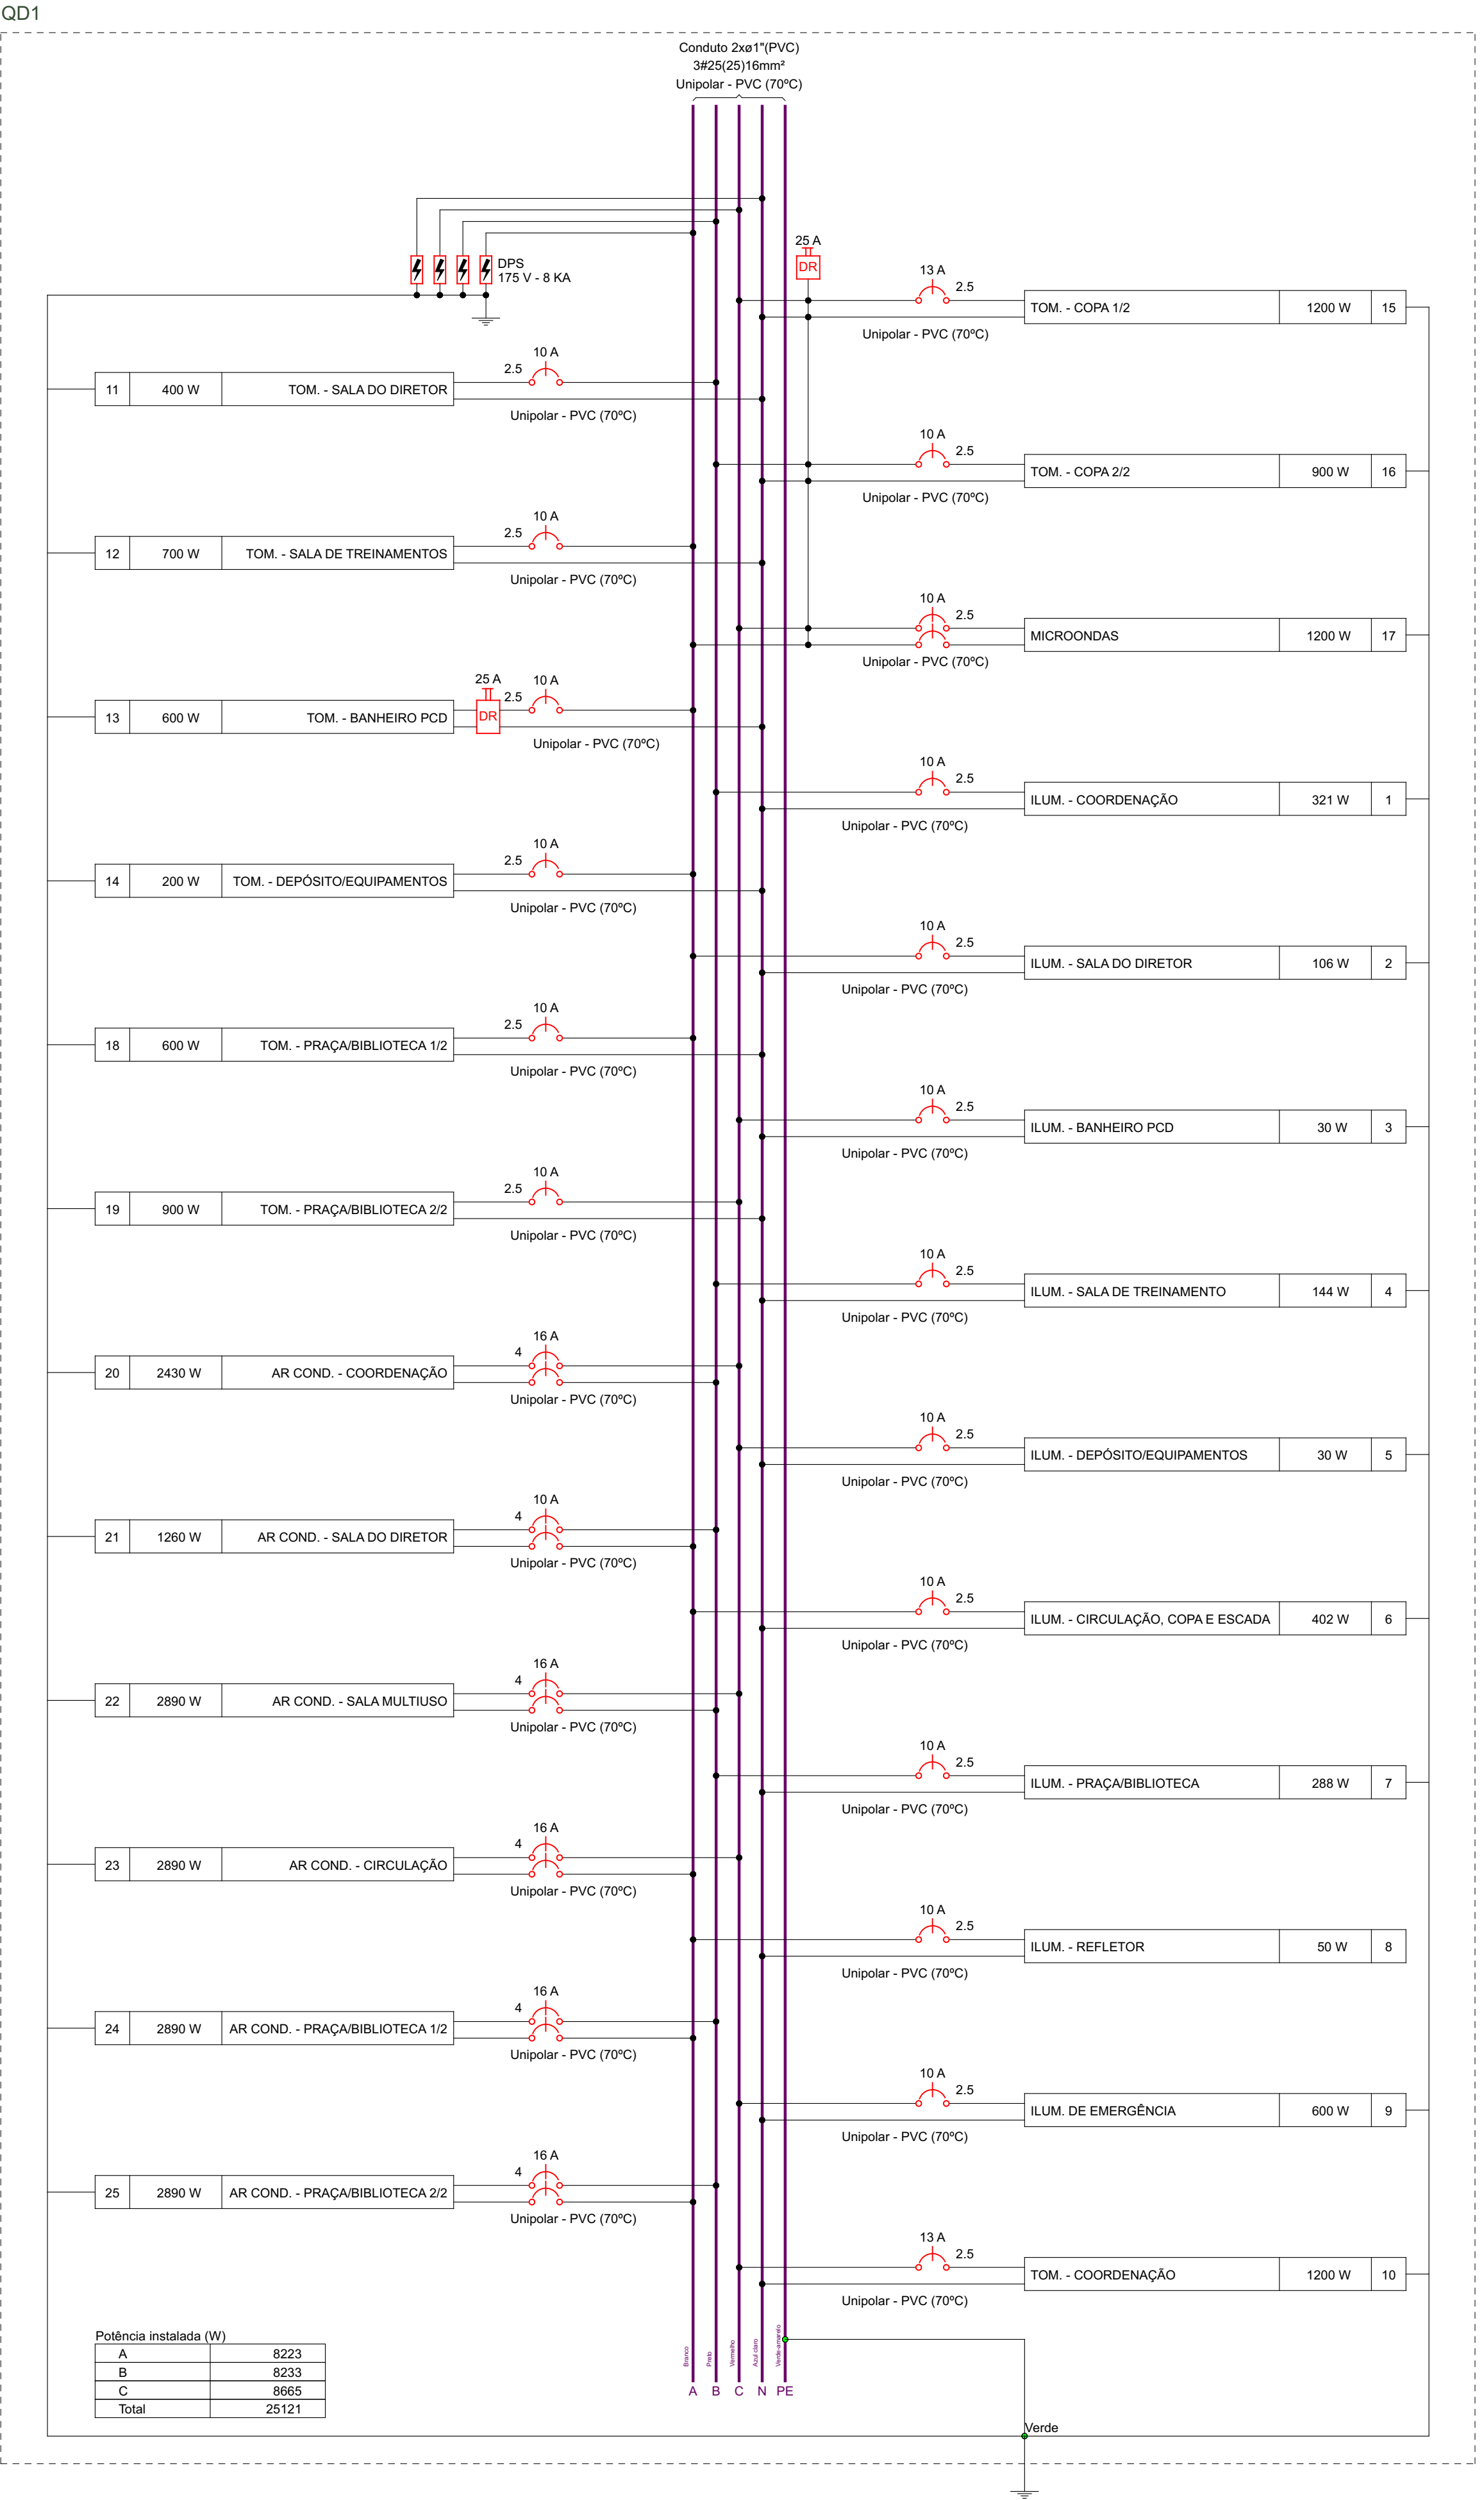 QD1
Conduto 2xø1"(PVC)
3#25(25)16mm²
Unipolar - PVC (70ºC)
DPS
175 V - 8 KA
25 A
DR
13 A
2.5
TOM. - COPA 1/2 1200 W 15
Unipolar - PVC (70ºC)
10 A
2.5
11 400 W TOM. - SALA DO DIRETOR
Unipolar - PVC (70ºC)
10 A
2.5
TOM. - COPA 2/2 900 W 16
Unipolar - PVC (70ºC)
10 A
2.5
12 700 W TOM. - SALA DE TREINAMENTOS
Unipolar - PVC (70ºC)
10 A
2.5
MICROONDAS 1200 W 17
Unipolar - PVC (70ºC)
25 A
DR
10 A
2.5
13 600 W TOM. - BANHEIRO PCD
Unipolar - PVC (70ºC)
10 A
2.5
ILUM. - COORDENAÇÃO 321 W 1
Unipolar - PVC (70ºC)
10 A
2.5
14 200 W TOM. - DEPÓSITO/EQUIPAMENTOS
Unipolar - PVC (70ºC)
10 A
2.5
ILUM. - SALA DO DIRETOR 106 W 2
Unipolar - PVC (70ºC)
10 A
2.5
18 600 W TOM. - PRAÇA/BIBLIOTECA 1/2
Unipolar - PVC (70ºC)
10 A
2.5
ILUM. - BANHEIRO PCD 30 W 3
Unipolar - PVC (70ºC)
10 A
2.5
19 900 W TOM. - PRAÇA/BIBLIOTECA 2/2
Unipolar - PVC (70ºC)
10 A
2.5
ILUM. - SALA DE TREINAMENTO 144 W 4
Unipolar - PVC (70ºC)
16 A
4
20 2430 W AR COND. - COORDENAÇÃO
Unipolar - PVC (70ºC)
10 A
2.5
ILUM. - DEPÓSITO/EQUIPAMENTOS 30 W 5
Unipolar - PVC (70ºC)
10 A
4
21 1260 W AR COND. - SALA DO DIRETOR
Unipolar - PVC (70ºC)
10 A
2.5
ILUM. - CIRCULAÇÃO, COPA E ESCADA 402 W 6
Unipolar - PVC (70ºC)
16 A
4
22 2890 W AR COND. - SALA MULTIUSO
Unipolar - PVC (70ºC)
10 A
2.5
ILUM. - PRAÇA/BIBLIOTECA 288 W 7
Unipolar - PVC (70ºC)
16 A
4
23 2890 W AR COND. - CIRCULAÇÃO
Unipolar - PVC (70ºC)
10 A
2.5
ILUM. - REFLETOR 50 W 8
Unipolar - PVC (70ºC)
16 A
4
24 2890 W AR COND. - PRAÇA/BIBLIOTECA 1/2
Unipolar - PVC (70ºC)
10 A
2.5
ILUM. DE EMERGÊNCIA 600 W 9
Unipolar - PVC (70ºC)
16 A
4
25 2890 W AR COND. - PRAÇA/BIBLIOTECA 2/2
Unipolar - PVC (70ºC)
13 A
2.5
TOM. - COORDENAÇÃO 1200 W 10
Unipolar - PVC (70ºC)
Potência instalada (W)
A 8223
B 8233
C 8665
Total 25121
Branco
Preto
Vermelho
Azul claro
Verde-amarelo
A B C N PE
Verde